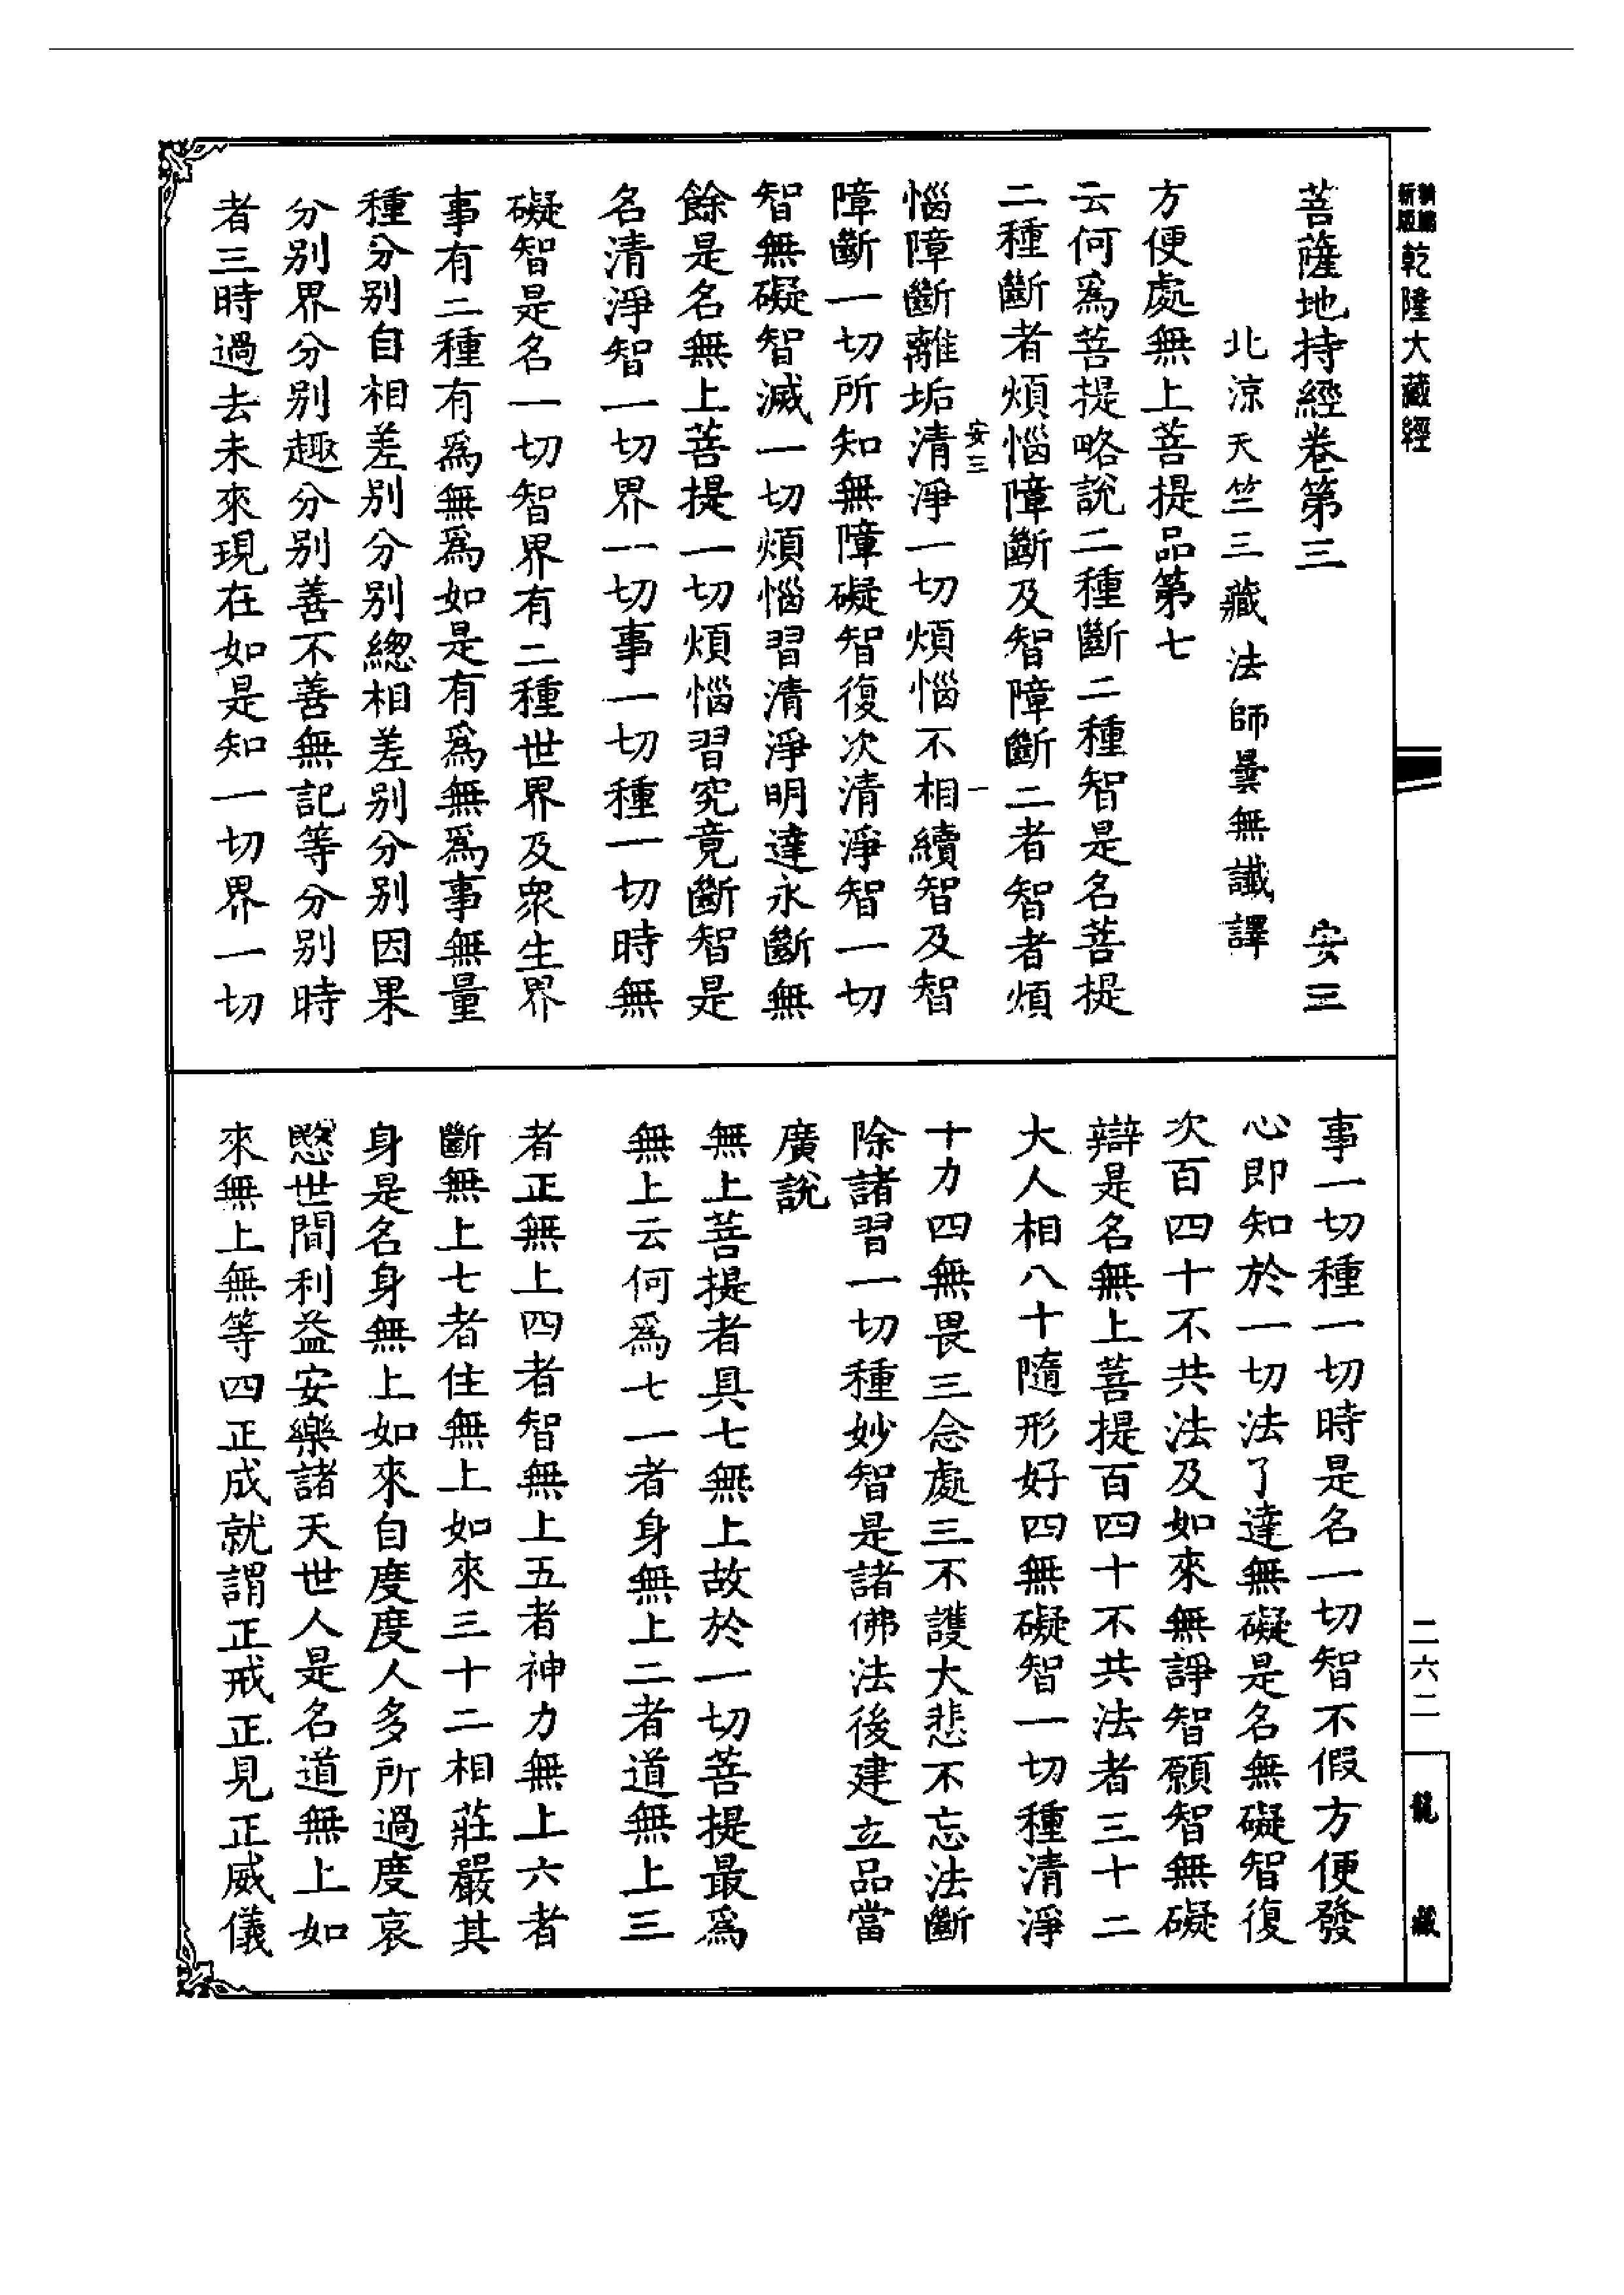 新編新版乾隆大藏經
菩薩地持經卷第三 安三
北涼天竺三藏法師曇無讖譯
方便處無上菩提品第七
云何爲菩提略說二種斷二種智是名菩提
二種斷者煩惱障斷及智障斷二者智者煩
安三 一
惱障斷離垢清淨一切煩惱不相續智及智
障斷一切所知無障礙智復次清淨智一切
智無礙智滅一切煩惱習清淨明達永斷無
餘是名無上菩提一切煩惱習究竟斷智是
名清淨智一切界一切事一切種一切時無
礙智是名一切智界有二種世界及衆生界
事有二種有爲無爲如是有爲無爲事無量
種分別自相差別分別總相差別分別因果
分別界分別趣分別善不善無記等分別時
者三時過去未來現在如是知一切界一切
事一切種一切時是名一切智不假方便發
心即知於一切法了達無礙是名無礙智復
次百四十不共法及如來無諍智願智無礙
辯是名無上菩提百四十不共法者三十二
大人相八十隨形好四無礙智一切種清淨
十力四無畏三念處三不護大悲不忘法斷
除諸習一切種妙智是諸佛法後建立品當
廣說
無上菩提者具七無上故於一切菩提最爲
無上云何爲七一者身無上二者道無上三
者正無上四者智無上五者神力無上六者
斷無上七者住無上如來三十二相莊嚴其
身是名身無上如來自度度人多所過度哀
愍世間利益安樂諸天世人是名道無上如
來無上無等四正成就謂正戒正見正威儀
二六二
龍藏